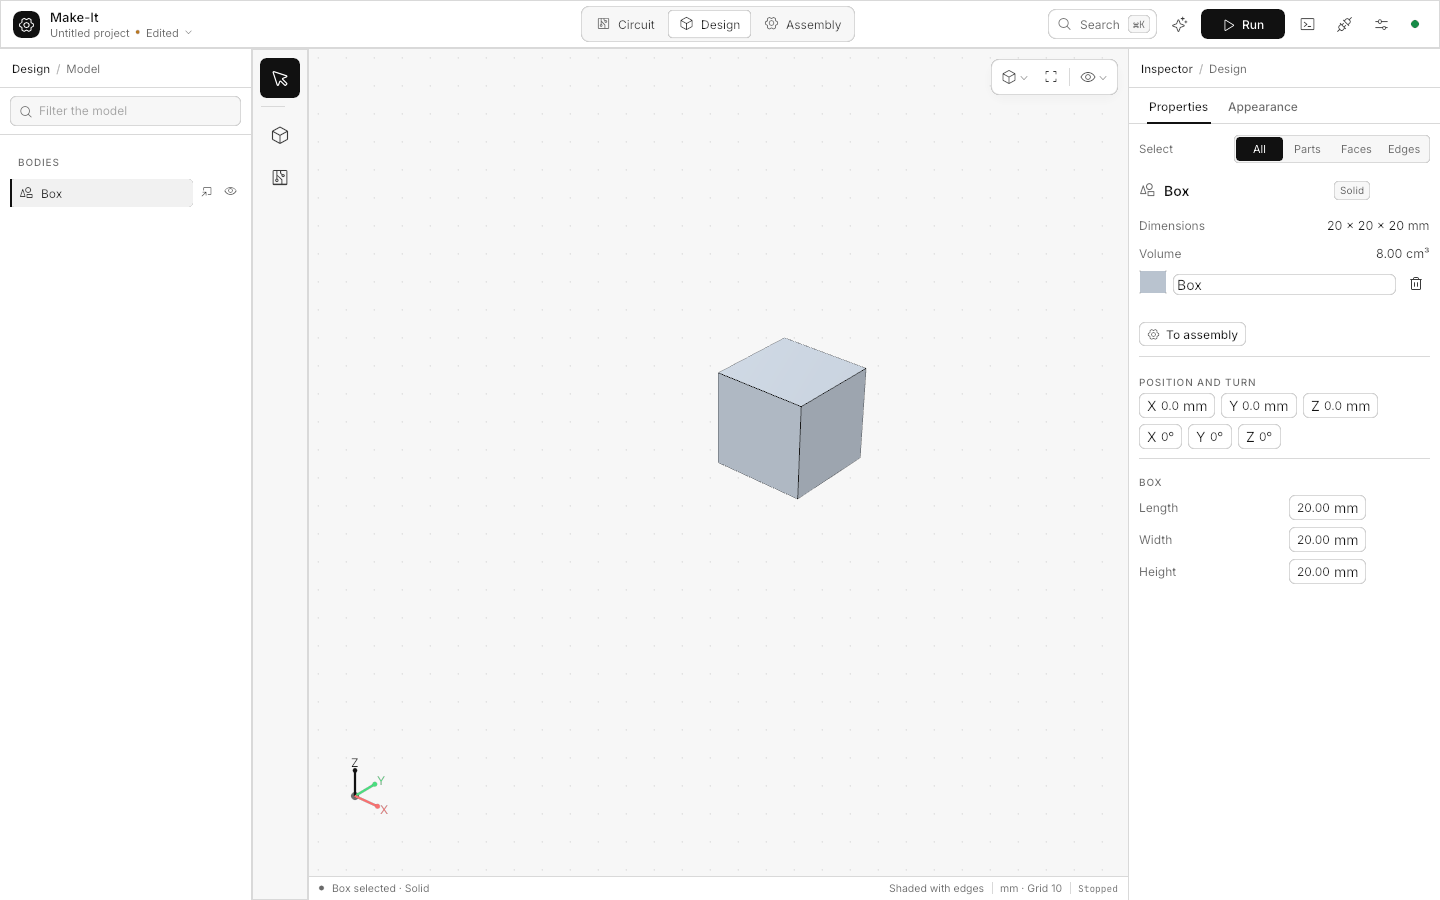 Make-It
Untitled project • Edited
Circuit
Design
Assembly
Search ⌘K
Run
Design / Model
Filter the model
BODIES
Box
Inspector / Design
Properties
Appearance
Select
All
Parts
Faces
Edges
Box
Solid
Dimensions
20 × 20 × 20 mm
Volume
8.00 cm³
Box
To assembly
POSITION AND TURN
X 0.0 mm
Y 0.0 mm
Z 0.0 mm
X 0°
Y 0°
Z 0°
BOX
Length
20.00 mm
Width
20.00 mm
Height
20.00 mm
Z
Y
X
Box selected · Solid
Shaded with edges
mm · Grid 10
Stopped